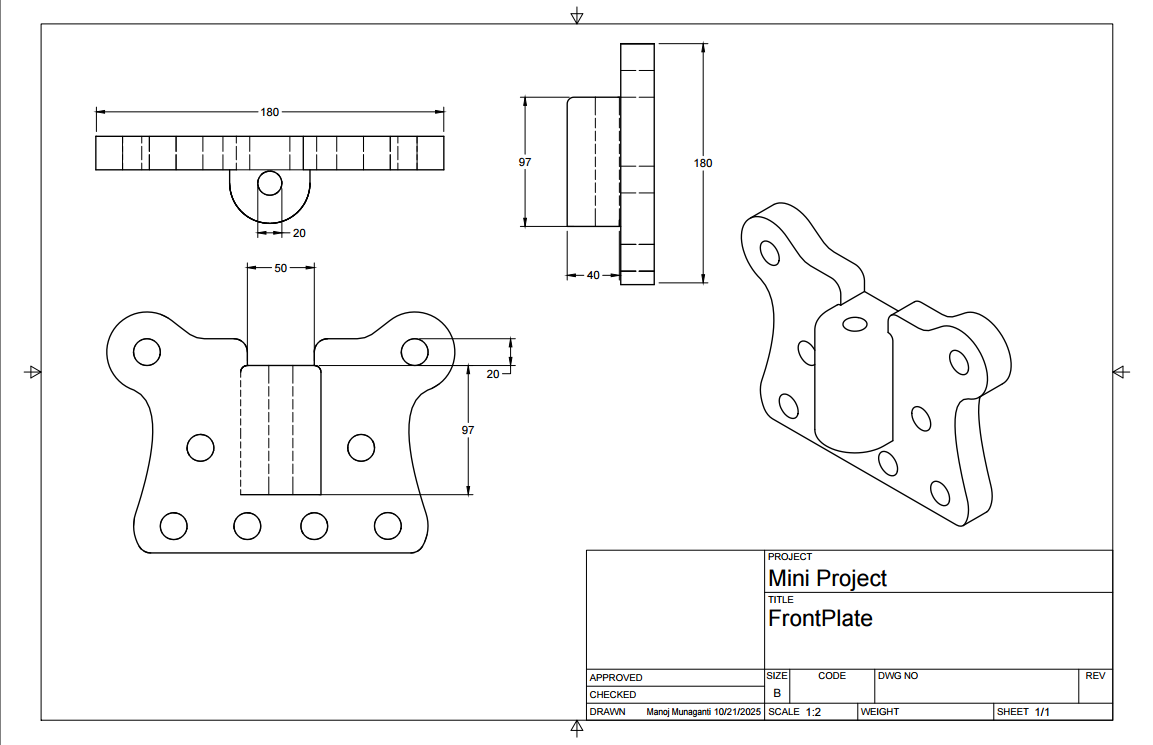 180
20
50
97
40
180
20
97
PROJECT
Mini Project
TITLE
FrontPlate
APPROVED
CHECKED
DRAWN Manoj Munaganti 10/21/2025
SIZE CODE DWG NO REV
B
SCALE 1:2 WEIGHT SHEET 1/1